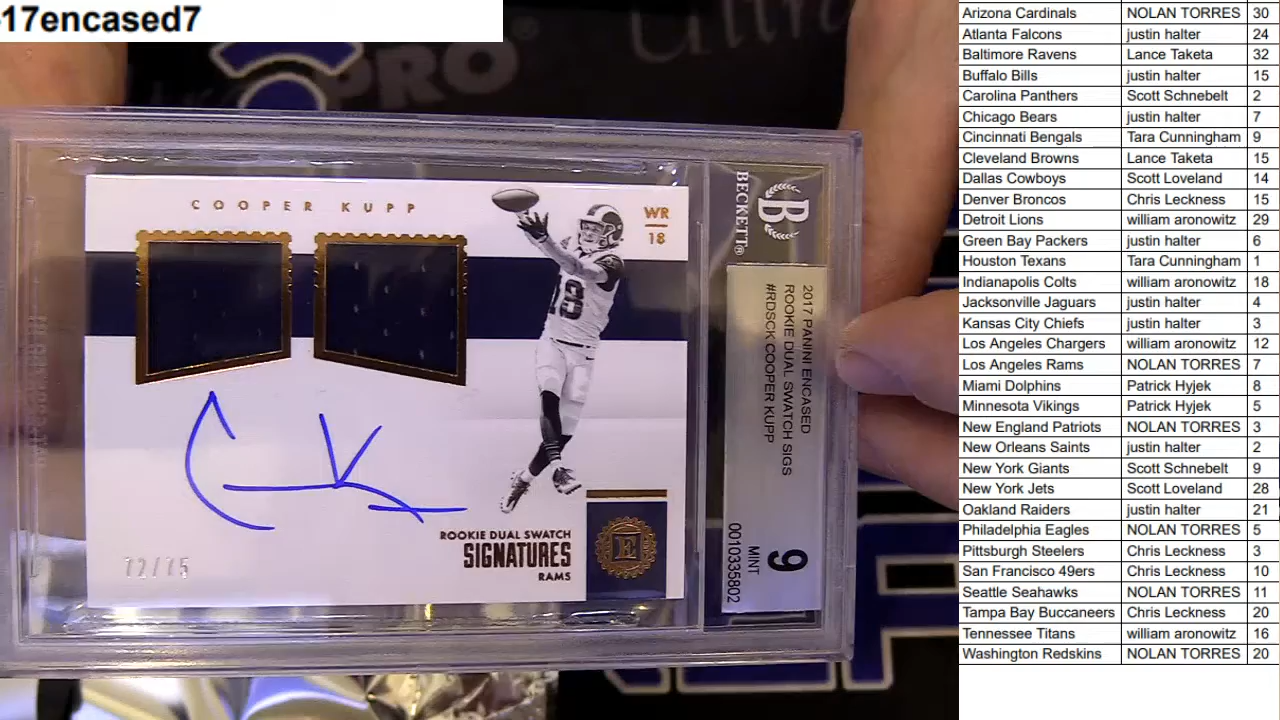 -17encased7
PRO
Ultra
COOPER KUPP
WR
18
18
ROOKIE DUAL SWATCH
SIGNATURES
RAMS
E
72/75
B
BECKETT®
2017 PANINI ENCASED
ROOKIE DUAL SWATCH SIGS
#RDSCK COOPER KUPP
9
MINT
0010335802
Arizona Cardinals NOLAN TORRES 30
Atlanta Falcons justin halter 24
Baltimore Ravens Lance Taketa 32
Buffalo Bills justin halter 15
Carolina Panthers Scott Schnebelt 2
Chicago Bears justin halter 7
Cincinnati Bengals Tara Cunningham 9
Cleveland Browns Lance Taketa 15
Dallas Cowboys Scott Loveland 14
Denver Broncos Chris Leckness 15
Detroit Lions william aronowitz 29
Green Bay Packers justin halter 6
Houston Texans Tara Cunningham 1
Indianapolis Colts william aronowitz 18
Jacksonville Jaguars justin halter 4
Kansas City Chiefs justin halter 3
Los Angeles Chargers william aronowitz 12
Los Angeles Rams NOLAN TORRES 7
Miami Dolphins Patrick Hyjek 8
Minnesota Vikings Patrick Hyjek 5
New England Patriots NOLAN TORRES 3
New Orleans Saints justin halter 2
New York Giants Scott Schnebelt 9
New York Jets Scott Loveland 28
Oakland Raiders justin halter 21
Philadelphia Eagles NOLAN TORRES 5
Pittsburgh Steelers Chris Leckness 3
San Francisco 49ers Chris Leckness 10
Seattle Seahawks NOLAN TORRES 11
Tampa Bay Buccaneers Chris Leckness 20
Tennessee Titans william aronowitz 16
Washington Redskins NOLAN TORRES 20